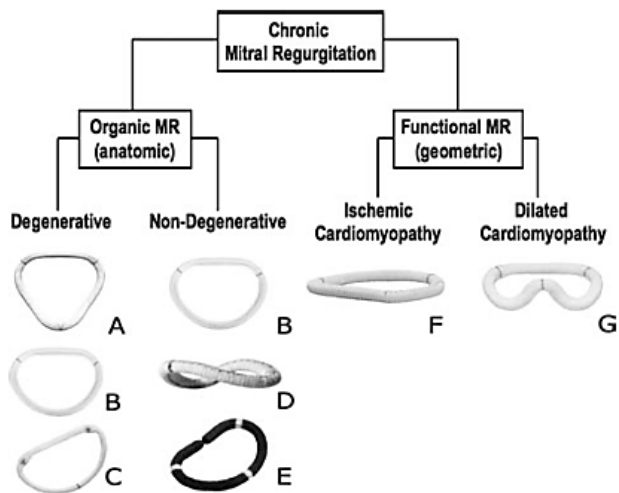 Chronic
Mitral Regurgitation
Organic MR
(anatomic)
Functional MR
(geometric)
Degenerative
Non-Degenerative
Ischemic
Cardiomyopathy
Dilated
Cardiomyopathy
A
B
F
G
B
D
C
E